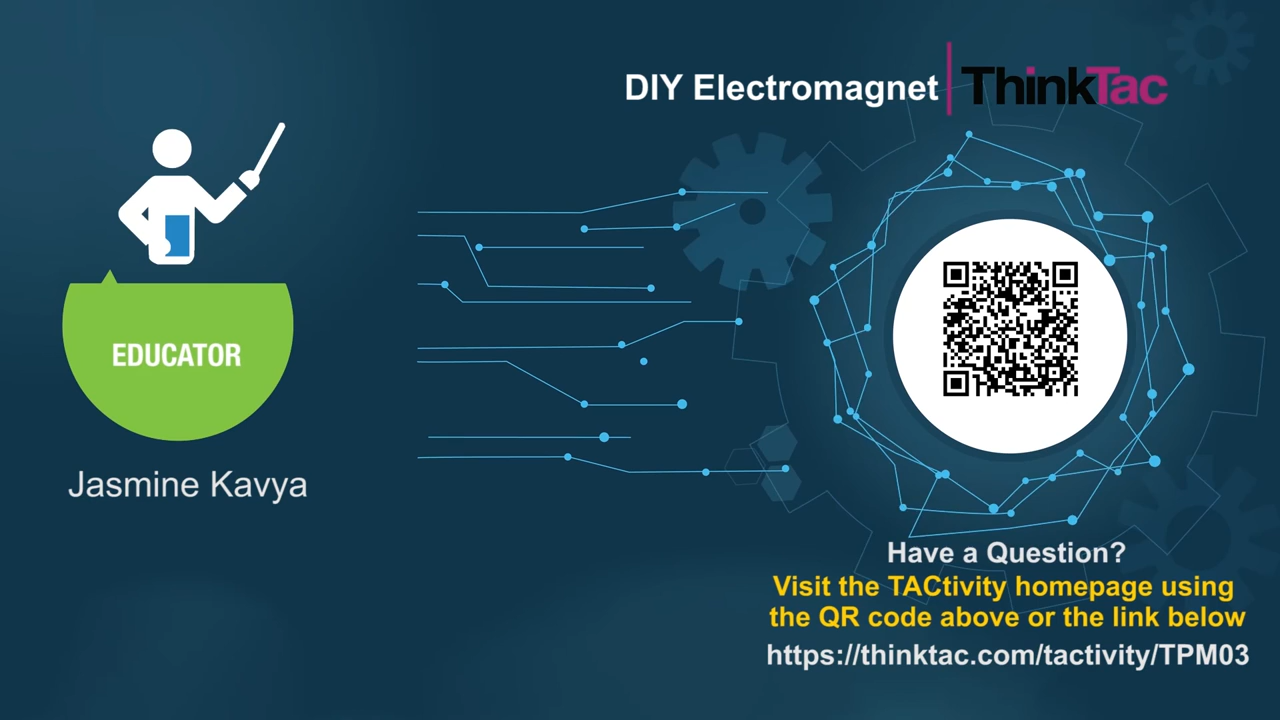 DIY Electromagnet
ThinkTac
EDUCATOR
Jasmine Kavya
Have a Question?
Visit the TACtivity homepage using
the QR code above or the link below
https://thinktac.com/tactivity/TPM03